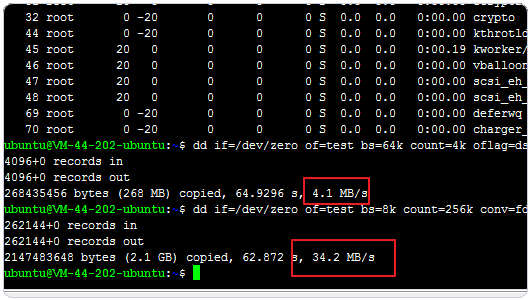 32 root 0 -20 0 0 0 S 0.0 0.0 0:00.00 crypto
44 root 0 -20 0 0 0 S 0.0 0.0 0:00.00 kthrotld
45 root 20 0 0 0 0 S 0.0 0.0 0:00.19 kworker/
46 root 20 0 0 0 0 S 0.0 0.0 0:00.00 vballoon
47 root 20 0 0 0 0 S 0.0 0.0 0:00.00 scsi_eh_
48 root 20 0 0 0 0 S 0.0 0.0 0:00.00 scsi_eh_
69 root 0 -20 0 0 0 S 0.0 0.0 0:00.00 deferwq
70 root 0 -20 0 0 0 S 0.0 0.0 0:00.00 charger_
ubuntu@VM-44-202-ubuntu:~$ dd if=/dev/zero of=test bs=64k count=4k oflag=ds
4096+0 records in
4096+0 records out
268435456 bytes (268 MB) copied, 64.9296 s, 4.1 MB/s
ubuntu@VM-44-202-ubuntu:~$ dd if=/dev/zero of=test bs=8k count=256k conv=fd
262144+0 records in
262144+0 records out
2147483648 bytes (2.1 GB) copied, 62.872 s, 34.2 MB/s
ubuntu@VM-44-202-ubuntu:~$